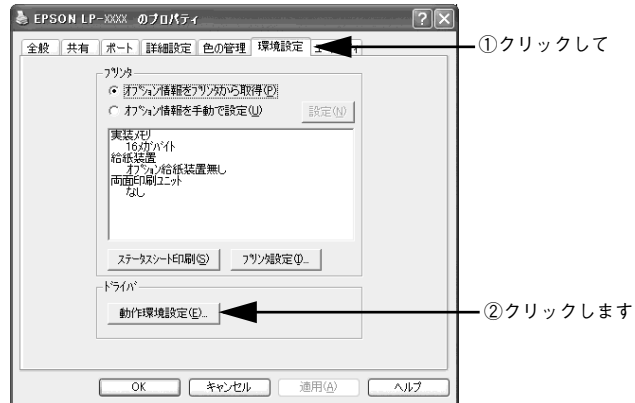 EPSON LP-XXXX のプロパティ
全般 共有 ポート 詳細設定 色の管理 環境設定
①クリックして
プリンタ
オプション情報をプリンタから取得(P)
オプション情報を手動で設定(U)
設定(N)
実装メモリ
16メガバイト
給紙装置
オプション給紙装置無し
両面印刷ユニット
なし
ステータスシート印刷(S) プリンタ設定(I)...
ドライバ
動作環境設定(E)...
②クリックします
OK キャンセル 適用(A) ヘルプ